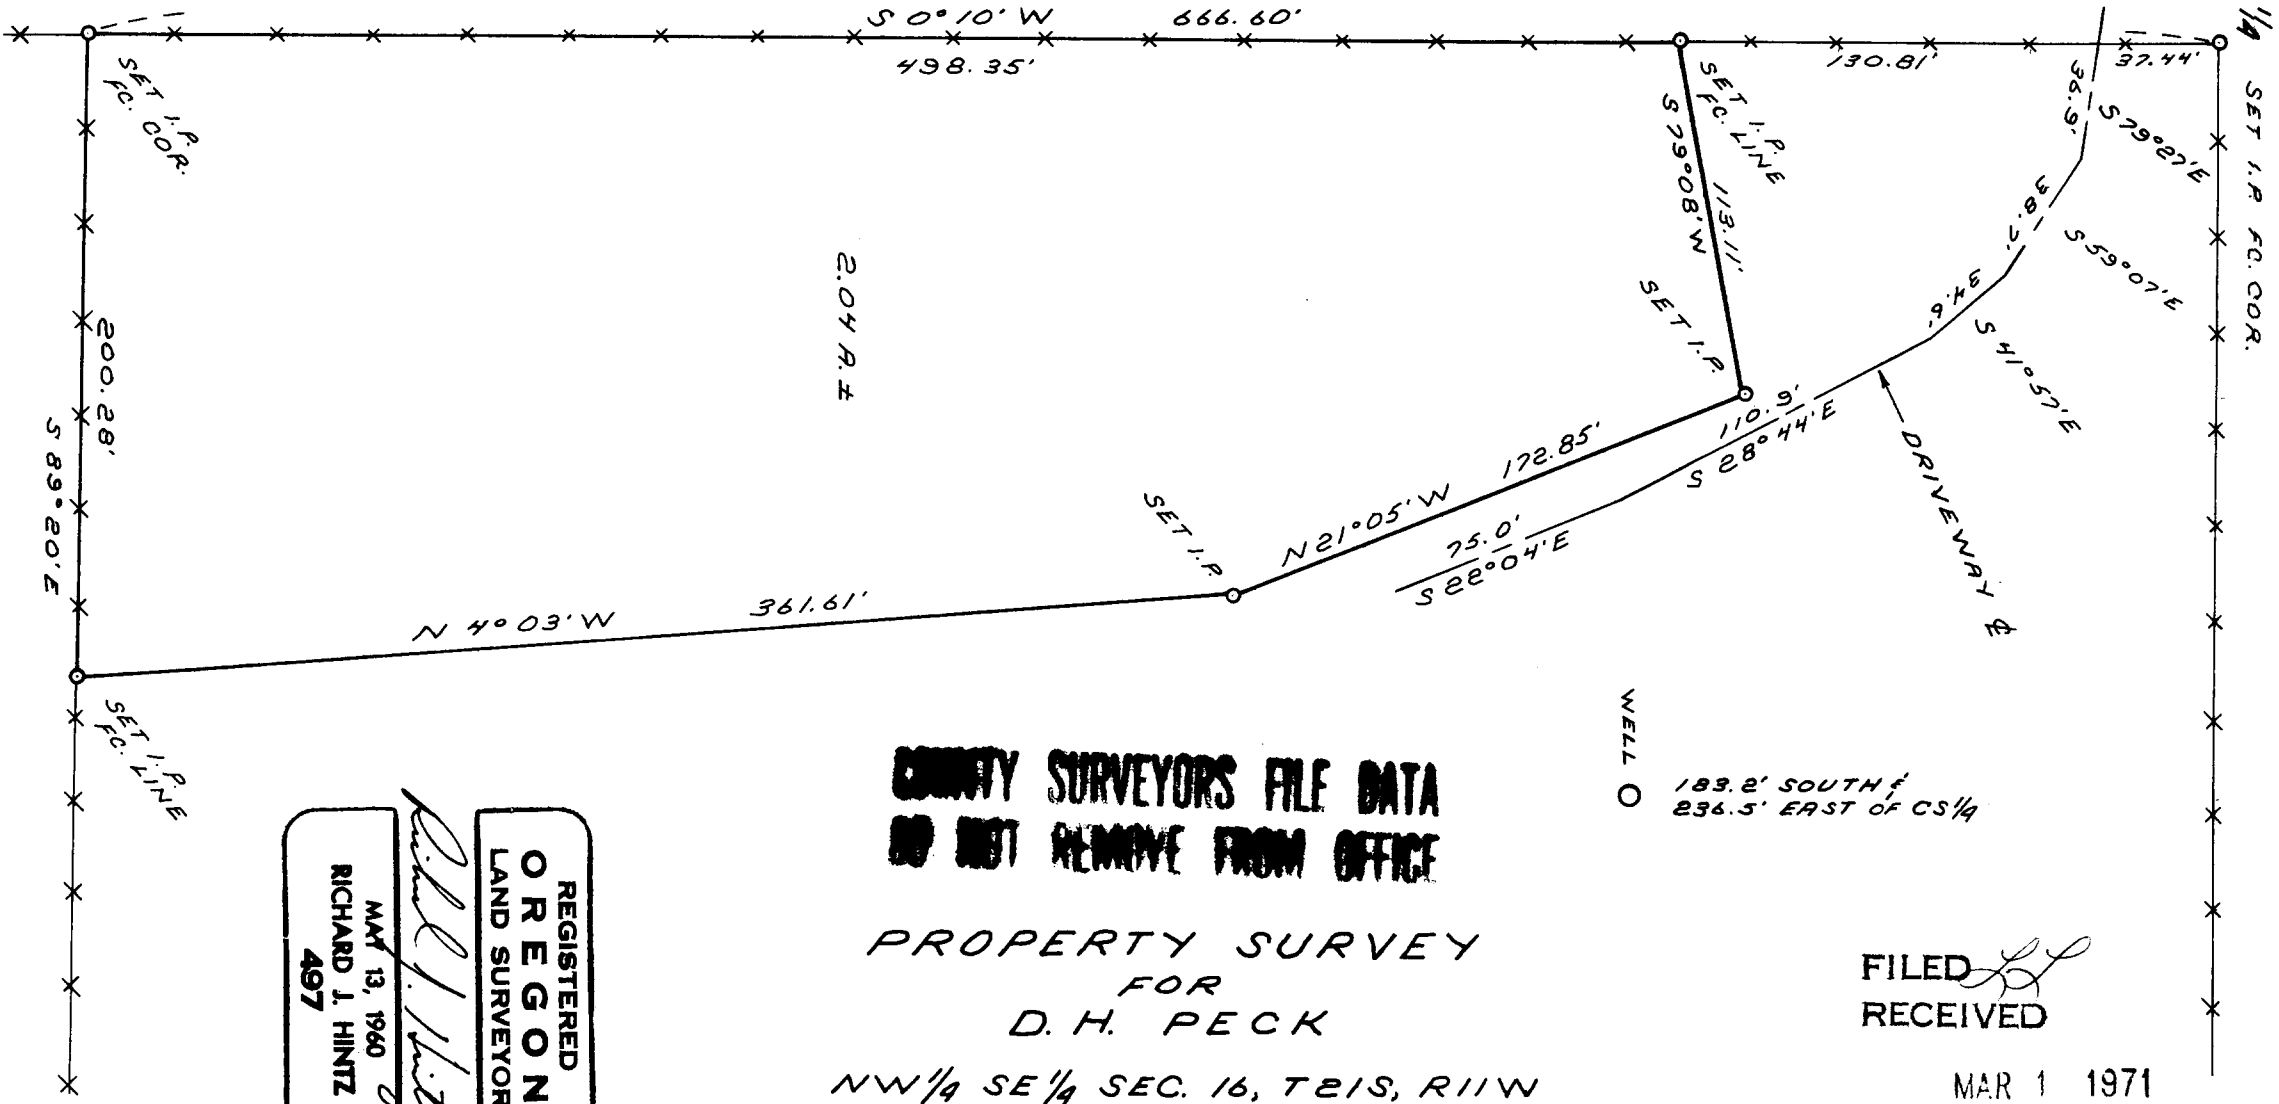 S 0° 10' W 666.60'
498.35'
130.81'
37.44'
1/4
SET I.P. FC. COR.
SET I.P.
FC. COR.
SET I.P.
FC. LINE
S 79° 08' W
113.11'
36.9'
S 79° 27' E
38.2'
S 59° 07' E
34.6'
S 41° 57' E
2.04 A.±
SET I.P.
110.9'
S 28° 44' E
DRIVEWAY ℄
200.28'
S 89° 20' E
172.85'
N 21° 05' W
SET I.P.
75.0'
S 22° 04' E
N 4° 03' W 361.61'
SET I.P.
FC. LINE
WELL
183.2' SOUTH &
236.5' EAST OF CS 1/4
COUNTY SURVEYORS FILE DATA
DO NOT REMOVE FROM OFFICE
REGISTERED
OREGON
LAND SURVEYOR
MAY 13, 1960
RICHARD J. HINTZ
497
PROPERTY SURVEY
FOR
D. H. PECK
NW 1/4 SE 1/4 SEC. 16, T21S, R11W
FILED
RECEIVED
MAR 1 1971